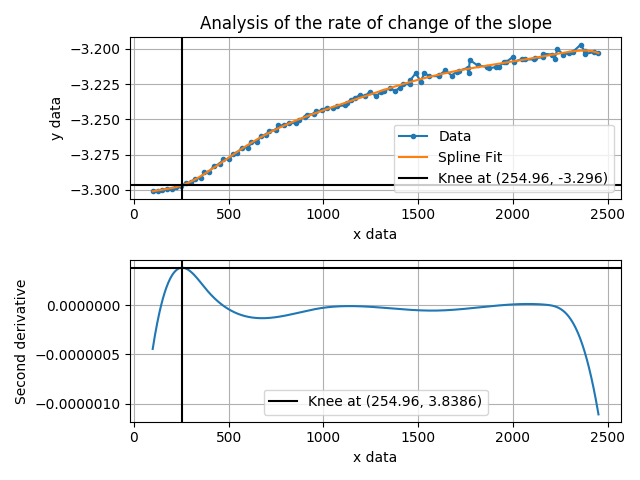 Analysis of the rate of change of the slope
y data
−3.200
−3.225
−3.250
−3.275
−3.300
Data
Spline Fit
Knee at (254.96, -3.296)
0
500
1000
1500
2000
2500
x data
Second derivative
0.0000000
−0.0000005
−0.0000010
Knee at (254.96, 3.8386)
0
500
1000
1500
2000
2500
x data